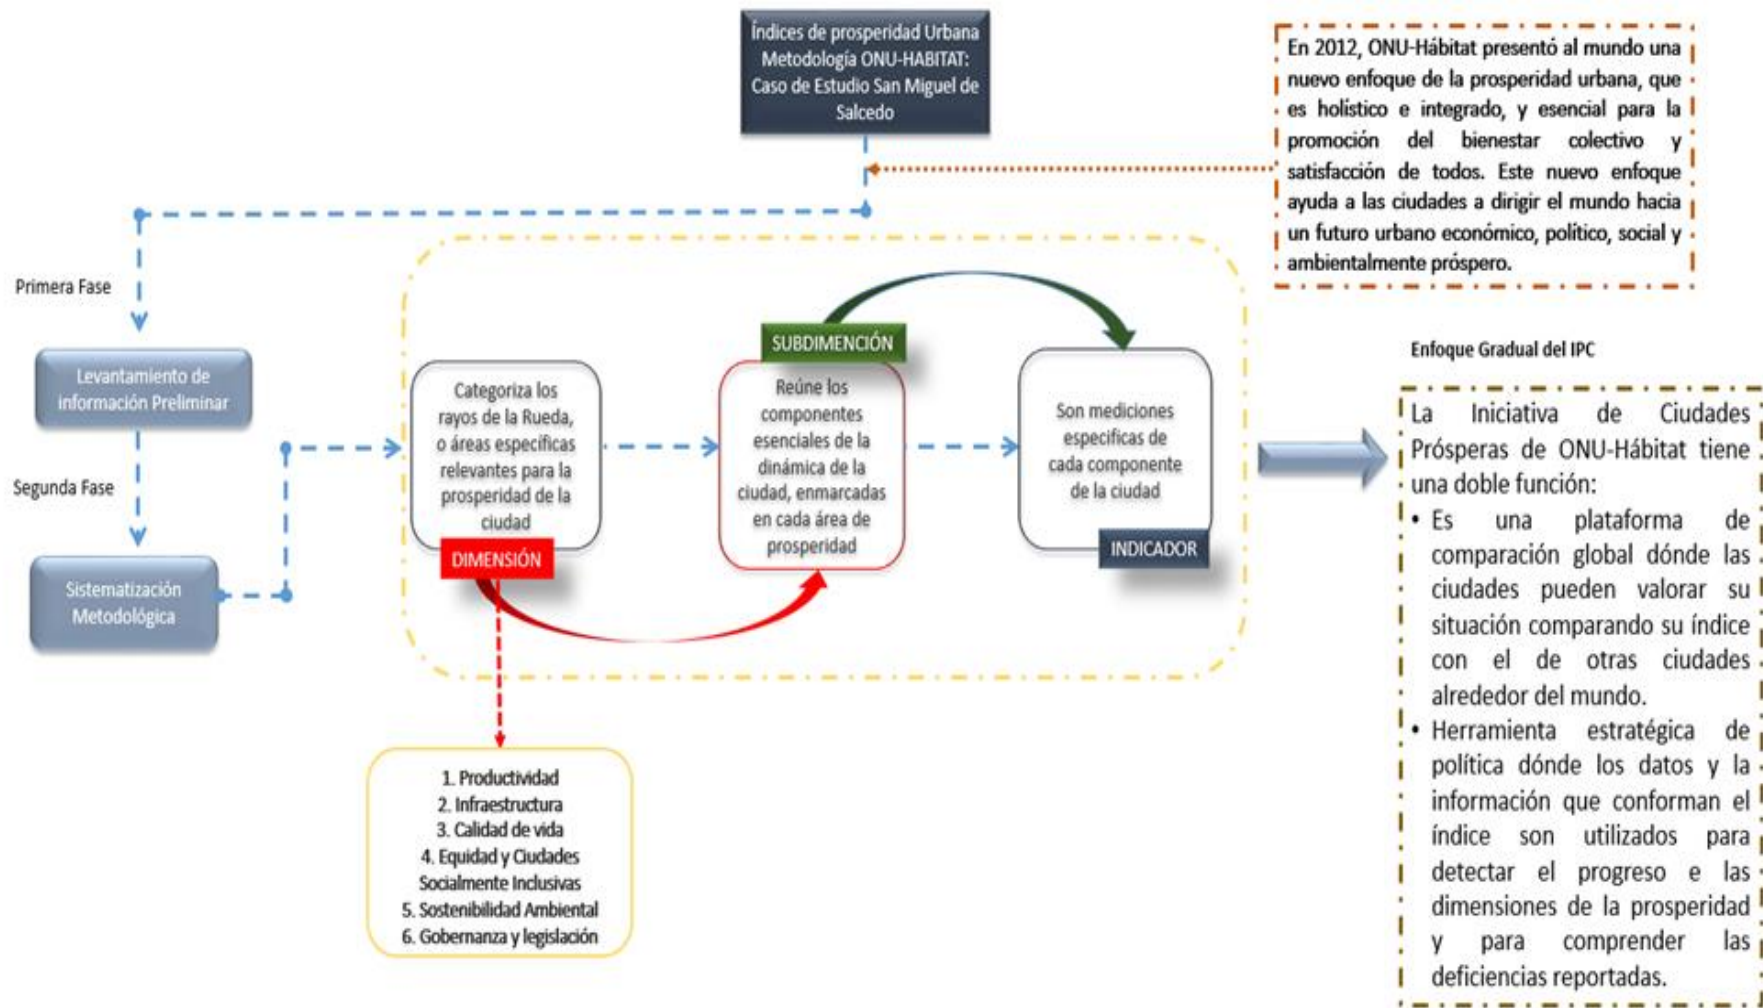 Índices de prosperidad Urbana
Metodología ONU-HABITAT:
Caso de Estudio San Miguel de
Salcedo
En 2012, ONU-Hábitat presentó al mundo una
nuevo enfoque de la prosperidad urbana, que
es holístico e integrado, y esencial para la
promoción del bienestar colectivo y
satisfacción de todos. Este nuevo enfoque
ayuda a las ciudades a dirigir el mundo hacia
un futuro urbano económico, político, social y
ambientalmente próspero.
Primera Fase
Levantamiento de
información Preliminar
Segunda Fase
Sistematización
Metodológica
Categoriza los
rayos de la Rueda,
o áreas específicas
relevantes para la
prosperidad de la
ciudad
DIMENSIÓN
SUBDIMENCIÓN
Reúne los
componentes
esenciales de la
dinámica de la
ciudad, enmarcadas
en cada área de
prosperidad
Son mediciones
especificas de
cada componente
de la ciudad
INDICADOR
1. Productividad
2. Infraestructura
3. Calidad de vida
4. Equidad y Ciudades
Socialmente Inclusivas
5. Sostenibilidad Ambiental
6. Gobernanza y legislación
Enfoque Gradual del IPC
La Iniciativa de Ciudades
Prósperas de ONU-Hábitat tiene
una doble función:
• Es una plataforma de
comparación global dónde las
ciudades pueden valorar su
situación comparando su índice
con el de otras ciudades
alrededor del mundo.
• Herramienta estratégica de
política dónde los datos y la
información que conforman el
índice son utilizados para
detectar el progreso e las
dimensiones de la prosperidad
y para comprender las
deficiencias reportadas.